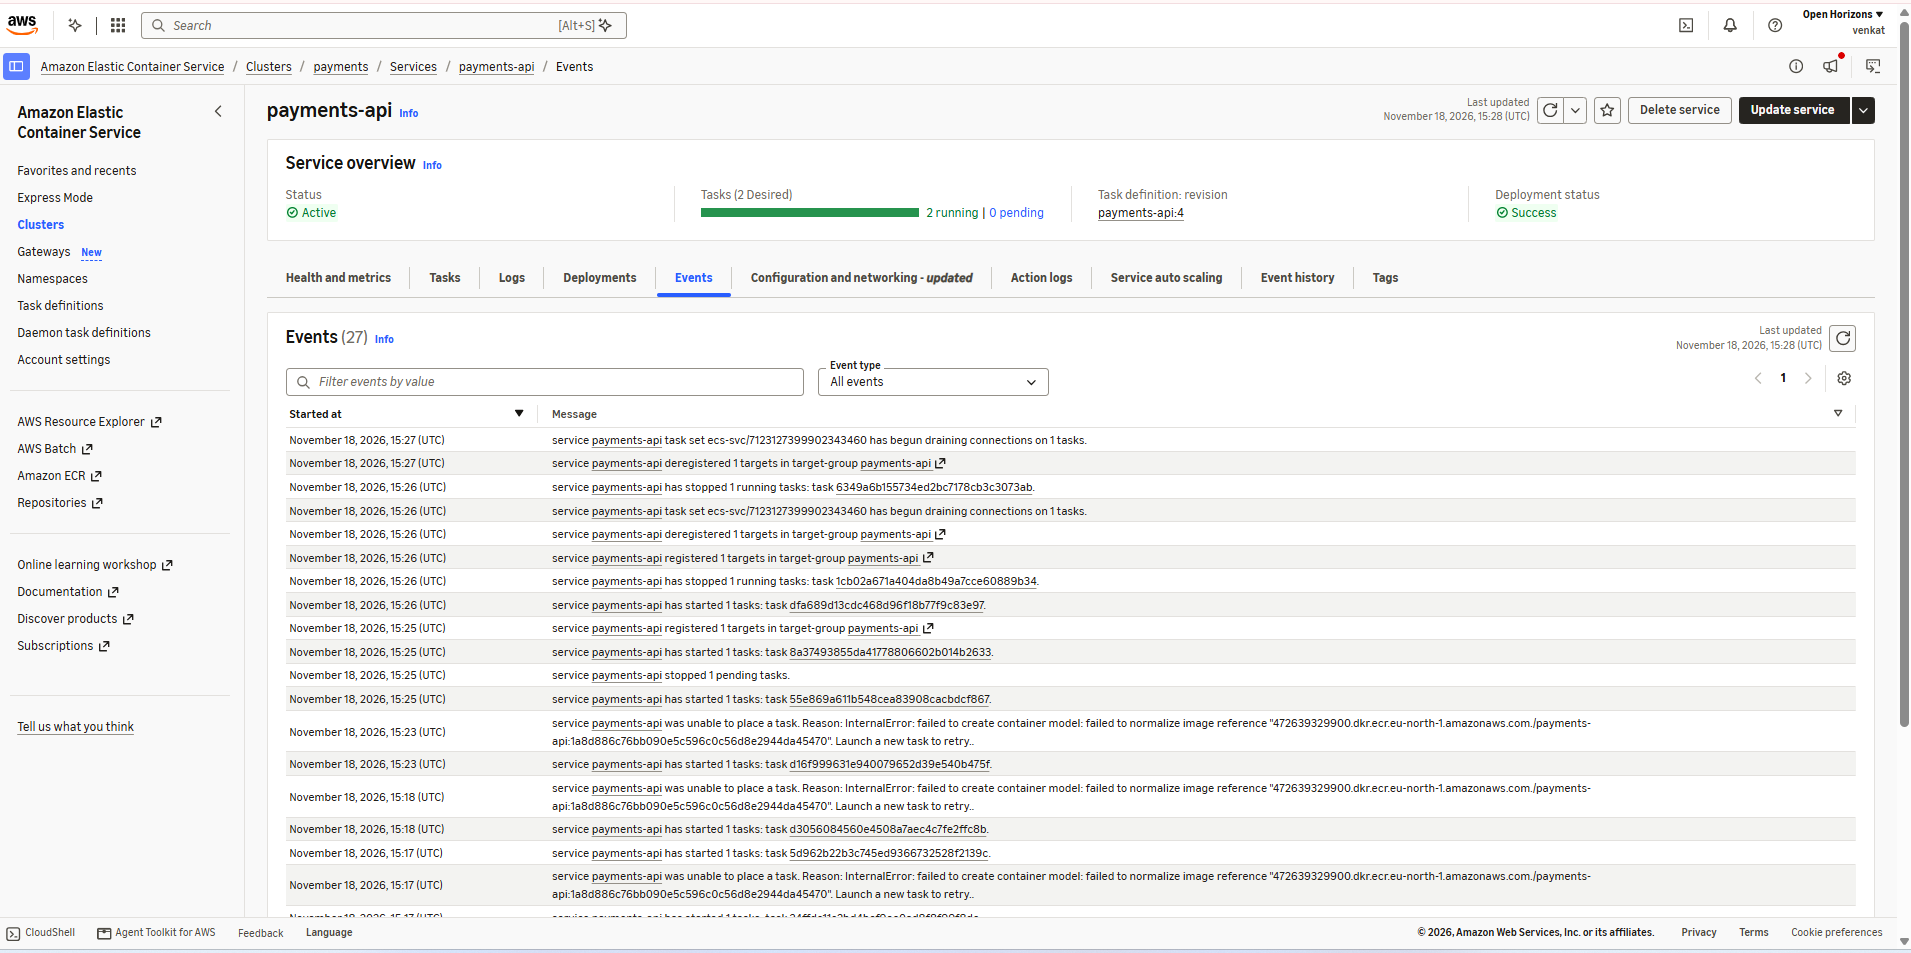 aws
Search [Alt+S]
Open Horizons
venkat
Amazon Elastic Container Service / Clusters / payments / Services / payments-api / Events
Amazon Elastic
Container Service
Favorites and recents
Express Mode
Clusters
Gateways New
Namespaces
Task definitions
Daemon task definitions
Account settings
AWS Resource Explorer
AWS Batch
Amazon ECR
Repositories
Online learning workshop
Documentation
Discover products
Subscriptions
Tell us what you think
payments-api Info
Last updated
November 18, 2026, 15:28 (UTC)
Delete service
Update service
Service overview Info
Status
Active
Tasks (2 Desired)
2 running | 0 pending
Task definition: revision
payments-api:4
Deployment status
Success
Health and metrics
Tasks
Logs
Deployments
Events
Configuration and networking - updated
Action logs
Service auto scaling
Event history
Tags
Events (27) Info
Last updated
November 18, 2026, 15:28 (UTC)
Filter events by value
Event type
All events
1
Started at Message
November 18, 2026, 15:27 (UTC) service payments-api task set ecs-svc/7123127399902343460 has begun draining connections on 1 tasks.
November 18, 2026, 15:27 (UTC) service payments-api deregistered 1 targets in target-group payments-api
November 18, 2026, 15:26 (UTC) service payments-api has stopped 1 running tasks: task 6349a6b155734ed2bc7178cb3c3073ab.
November 18, 2026, 15:26 (UTC) service payments-api task set ecs-svc/7123127399902343460 has begun draining connections on 1 tasks.
November 18, 2026, 15:26 (UTC) service payments-api deregistered 1 targets in target-group payments-api
November 18, 2026, 15:26 (UTC) service payments-api registered 1 targets in target-group payments-api
November 18, 2026, 15:26 (UTC) service payments-api has stopped 1 running tasks: task 1cb02a671a404da8b49a7cce60889b34.
November 18, 2026, 15:26 (UTC) service payments-api has started 1 tasks: task dfa689d13cdc468d96f18b77f9c83e97.
November 18, 2026, 15:25 (UTC) service payments-api registered 1 targets in target-group payments-api
November 18, 2026, 15:25 (UTC) service payments-api has started 1 tasks: task 8a37493855da41778806602b014b2633.
November 18, 2026, 15:25 (UTC) service payments-api stopped 1 pending tasks.
November 18, 2026, 15:25 (UTC) service payments-api has started 1 tasks: task 55e869a611b548cea83908cacbdcf867.
November 18, 2026, 15:23 (UTC) service payments-api was unable to place a task. Reason: InternalError: failed to create container model: failed to normalize image reference "472639329900.dkr.ecr.eu-north-1.amazonaws.com./payments-
api:1a8d886c76bb090e5c596c0c56d8e2944da45470". Launch a new task to retry..
November 18, 2026, 15:23 (UTC) service payments-api has started 1 tasks: task d16f999631e940079652d39e540b475f.
November 18, 2026, 15:18 (UTC) service payments-api was unable to place a task. Reason: InternalError: failed to create container model: failed to normalize image reference "472639329900.dkr.ecr.eu-north-1.amazonaws.com./payments-
api:1a8d886c76bb090e5c596c0c56d8e2944da45470". Launch a new task to retry..
November 18, 2026, 15:18 (UTC) service payments-api has started 1 tasks: task d3056084560e4508a7aec4c7fe2ffc8b.
November 18, 2026, 15:17 (UTC) service payments-api has started 1 tasks: task 5d962b22b3c745ed9366732528f2139c.
November 18, 2026, 15:17 (UTC) service payments-api was unable to place a task. Reason: InternalError: failed to create container model: failed to normalize image reference "472639329900.dkr.ecr.eu-north-1.amazonaws.com./payments-
api:1a8d886c76bb090e5c596c0c56d8e2944da45470". Launch a new task to retry..
November 18, 2026, 15:17 (UTC) service payments-api has started 1 tasks: task
CloudShell
Agent Toolkit for AWS
Feedback
Language
© 2026, Amazon Web Services, Inc. or its affiliates.
Privacy
Terms
Cookie preferences